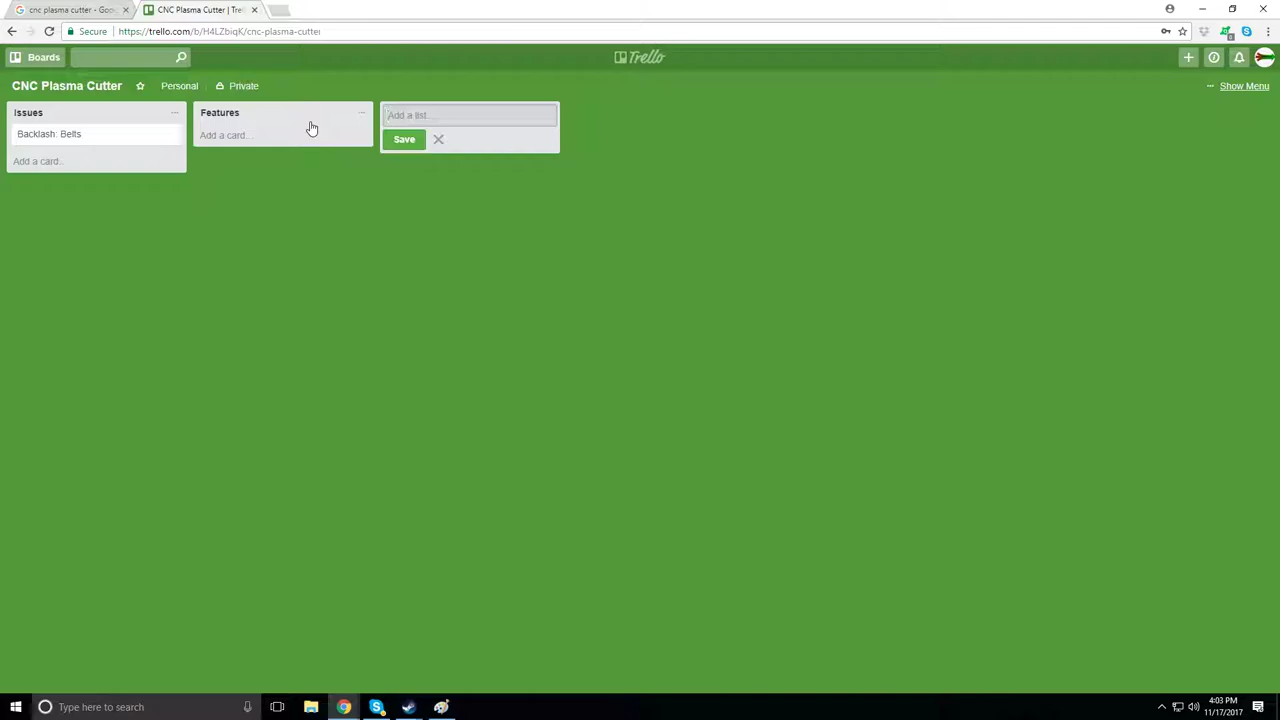 cnc plasma cutter - Goo
CNC Plasma Cutter | Trel
Secure
https://trello.com/b/H4LZbiqK/cnc-plasma-cutter
Boards
Trello
CNC Plasma Cutter
Personal
Private
... Show Menu
Issues ...
Features ...
Add a list...
Backlash: Belts
Add a card...
Save
Add a card...
Type here to search
4:03 PM
11/17/2017